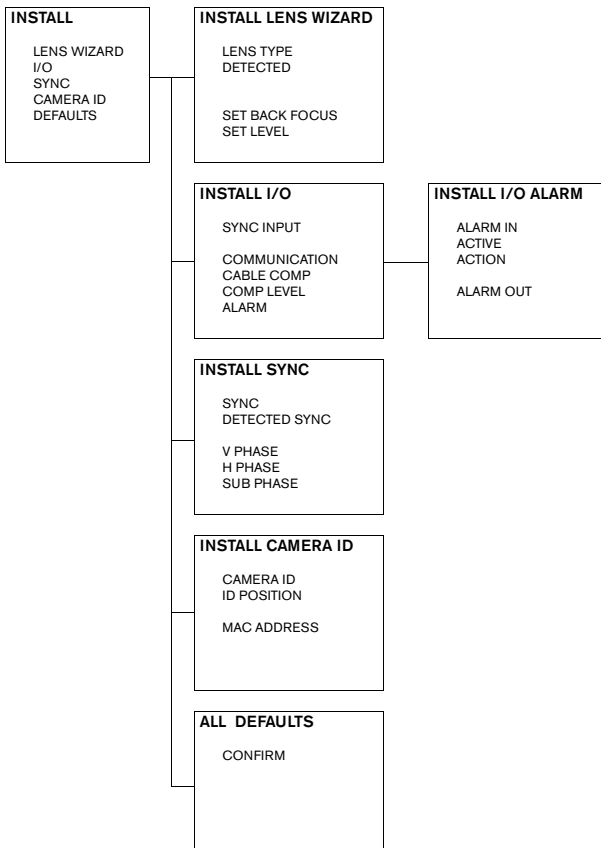 INSTALL
LENS WIZARD
I/O
SYNC
CAMERA ID
DEFAULTS
INSTALL LENS WIZARD
LENS TYPE
DETECTED
SET BACK FOCUS
SET LEVEL
INSTALL I/O
SYNC INPUT
COMMUNICATION
CABLE COMP
COMP LEVEL
ALARM
INSTALL I/O ALARM
ALARM IN
ACTIVE
ACTION
ALARM OUT
INSTALL SYNC
SYNC
DETECTED SYNC
V PHASE
H PHASE
SUB PHASE
INSTALL CAMERA ID
CAMERA ID
ID POSITION
MAC ADDRESS
ALL DEFAULTS
CONFIRM